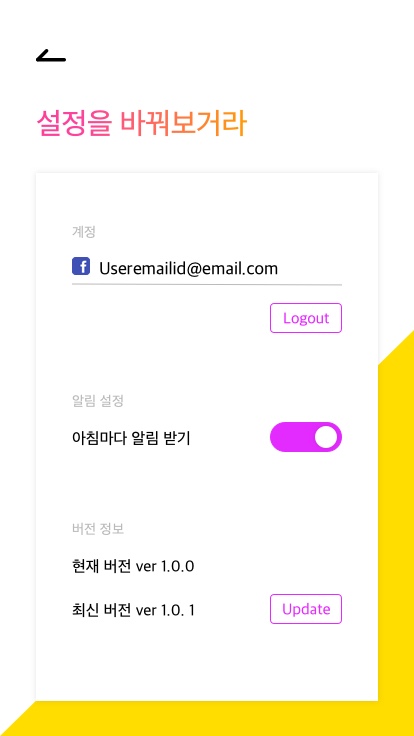 설정을 바꿔보거라
계정
f Useremailid@email.com
Logout
알림 설정
아침마다 알림 받기
버전 정보
현재 버전 ver 1.0.0
최신 버전 ver 1.0. 1
Update